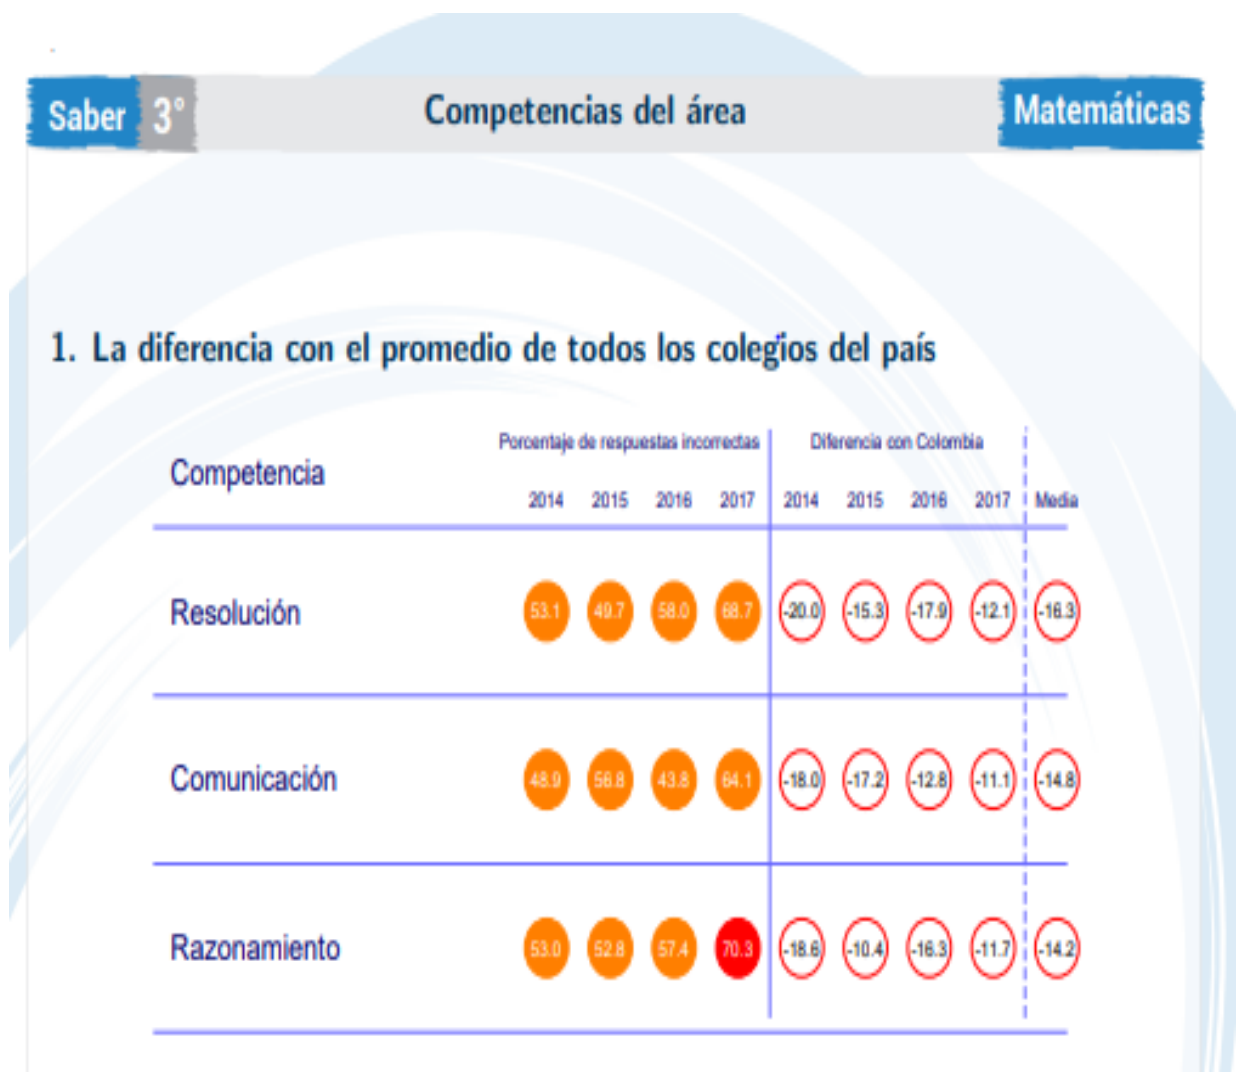 Saber 3° Competencias del área Matemáticas
1. La diferencia con el promedio de todos los colegios del país
Porcentaje de respuestas incorrectas Diferencia con Colombia
Competencia
2014 2015 2016 2017 2014 2015 2016 2017 Media
Resolución 53.1 49.7 58.0 68.7 -20.0 -15.3 -17.9 -12.1 -16.3
Comunicación 48.9 56.8 43.8 64.1 -18.0 -17.2 -12.8 -11.1 -14.8
Razonamiento 53.0 52.8 57.4 70.3 -18.6 -10.4 -16.3 -11.7 -14.2